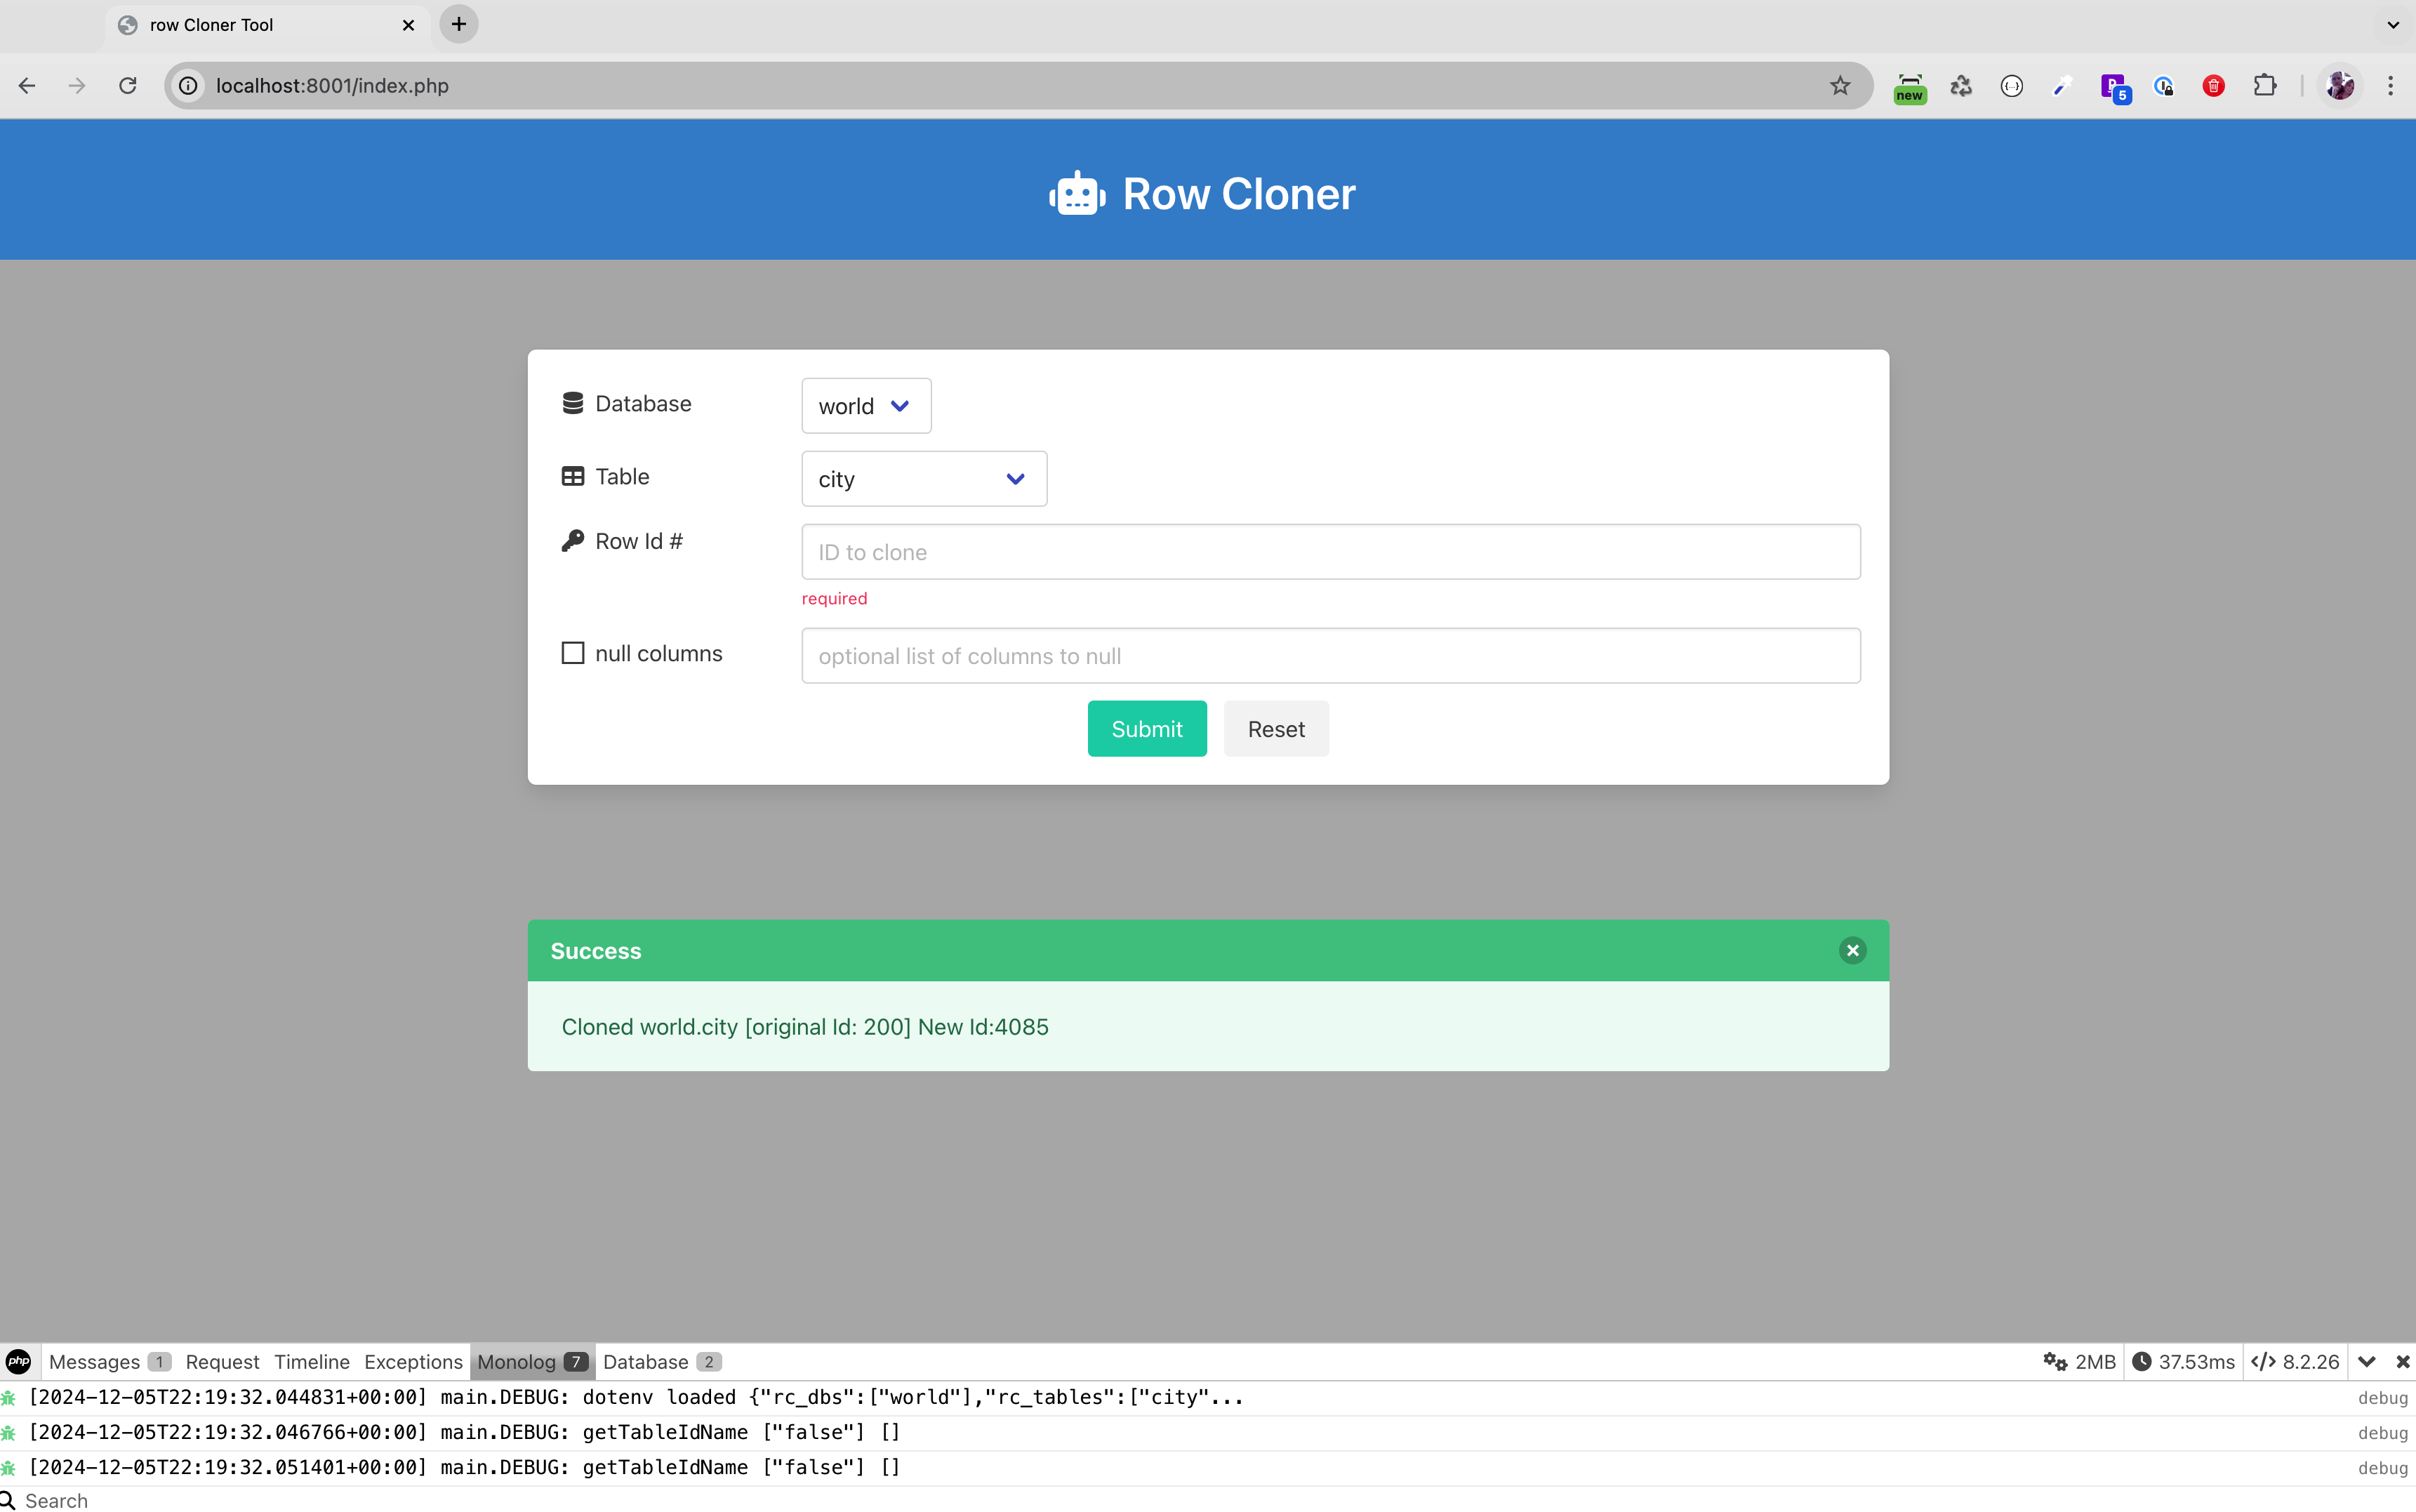 row Cloner Tool
localhost:8001/index.php
new
5
Row Cloner
Database
world
Table
city
Row Id #
ID to clone
required
null columns
optional list of columns to null
Submit
Reset
Success
Cloned world.city [original Id: 200] New Id:4085
php Messages 1 Request Timeline Exceptions Monolog 7 Database 2 2MB 37.53ms </> 8.2.26
[2024-12-05T22:19:32.044831+00:00] main.DEBUG: dotenv loaded {"rc_dbs":["world"],"rc_tables":["city"... debug
[2024-12-05T22:19:32.046766+00:00] main.DEBUG: getTableIdName ["false"] [] debug
[2024-12-05T22:19:32.051401+00:00] main.DEBUG: getTableIdName ["false"] [] debug
Search